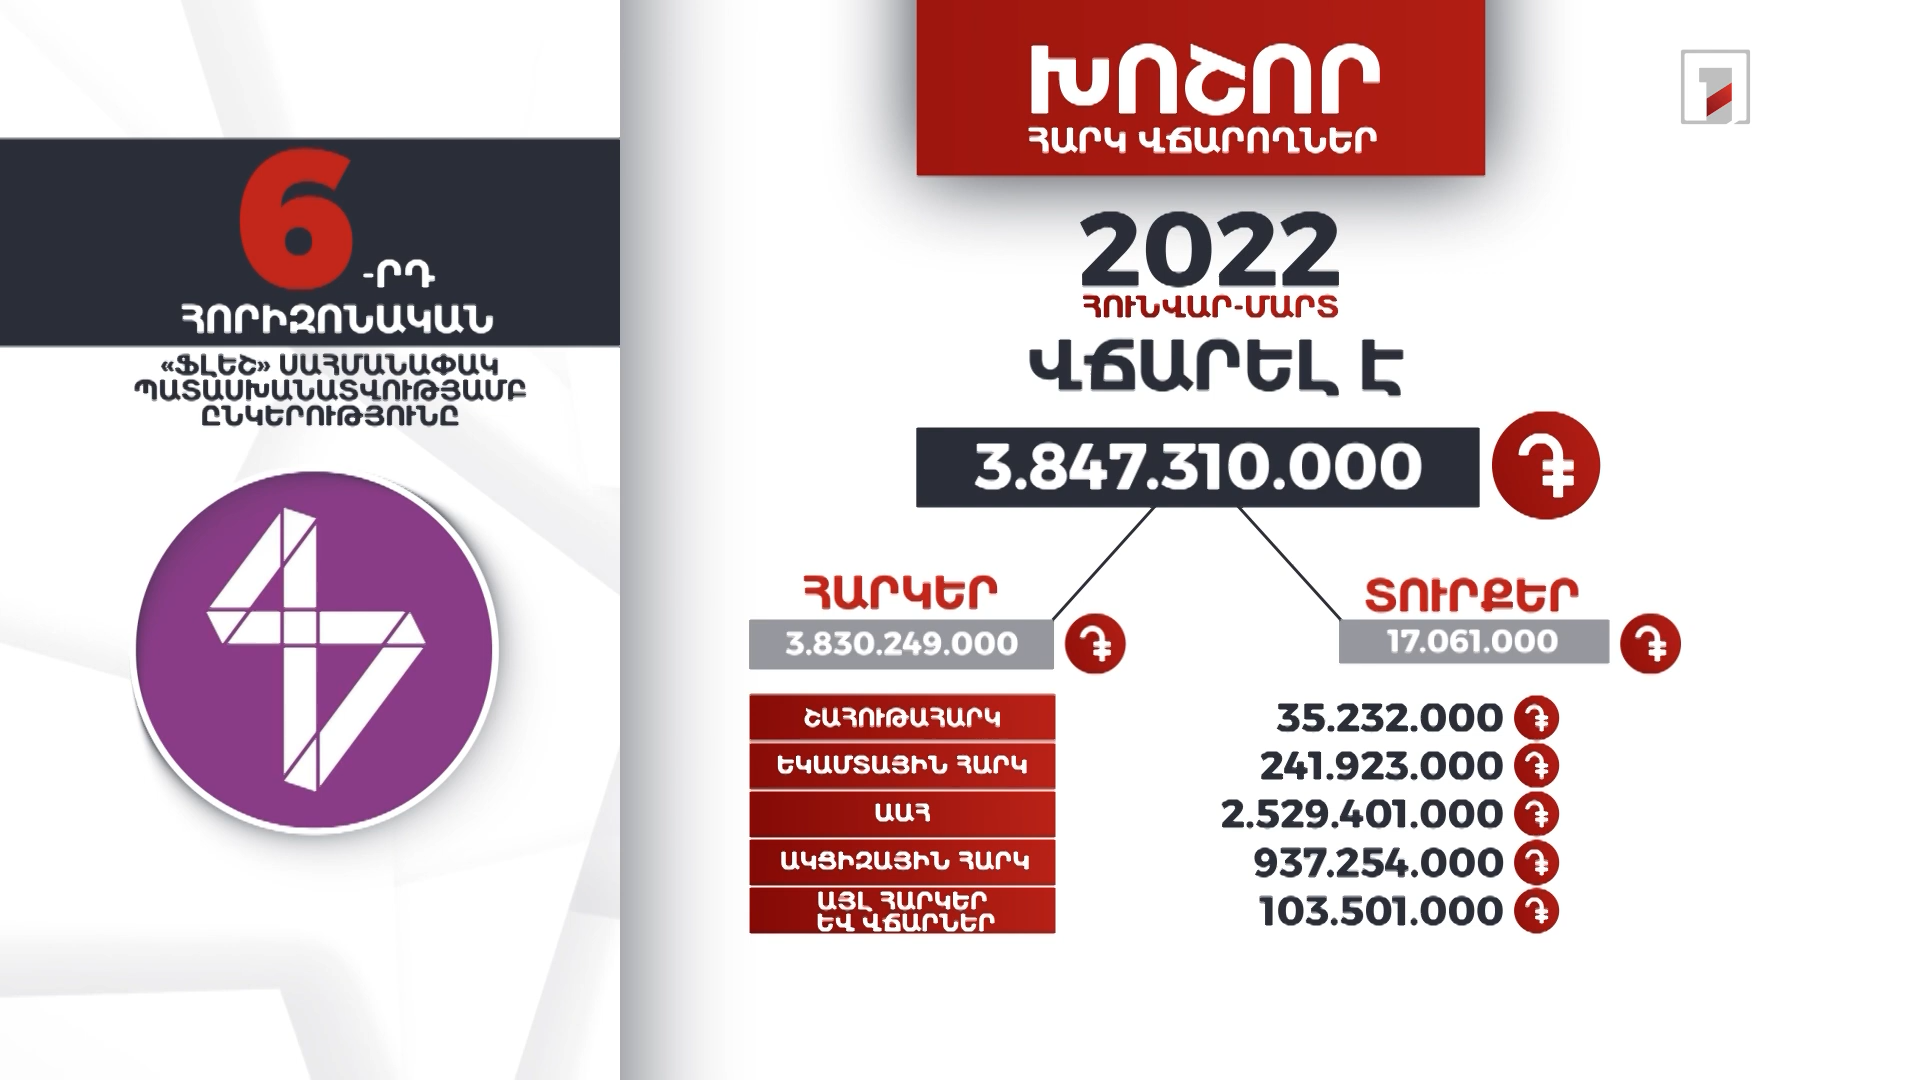 6-ՐԴ
ՀՈՐԻԶՈՆԱԿԱՆ
«ՖԼԵՇ» ՍԱՀՄԱՆԱՓԱԿ
ՊԱՏԱՍԽԱՆԱՏՎՈՒԹՅԱՄԲ
ԸՆԿԵՐՈՒԹՅՈՒՆԸ
ԽՈՇՈՐ
ՀԱՐԿ ՎՃԱՐՈՂՆԵՐ
2022
ՀՈՒՆՎԱՐ-ՄԱՐՏ
ՎՃԱՐԵԼ Է
3.847.310.000 ֏
ՀԱՐԿԵՐ
3.830.249.000 ֏
ՏՈՒՐՔԵՐ
17.061.000 ֏
ՇԱՀՈՒԹԱՀԱՐԿ 35.232.000 ֏
ԵԿԱՄՏԱՅԻՆ ՀԱՐԿ 241.923.000 ֏
ԱԱՀ 2.529.401.000 ֏
ԱԿՑԻԶԱՅԻՆ ՀԱՐԿ 937.254.000 ֏
ԱՅԼ ՀԱՐԿԵՐ
ԵՎ ՎՃԱՐՆԵՐ 103.501.000 ֏